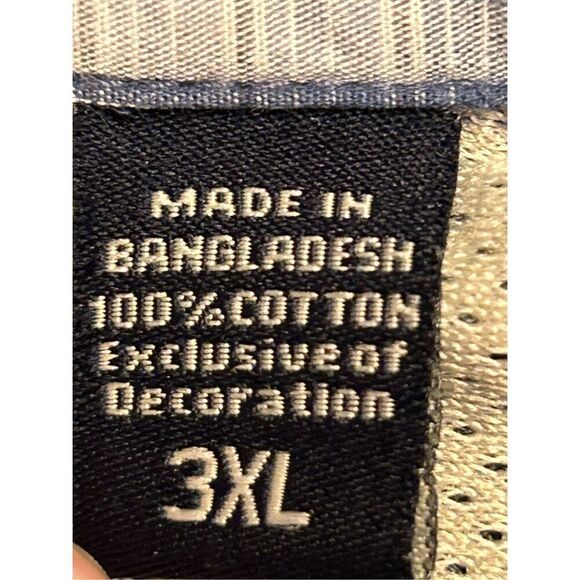 MADE IN
BANGLADESH
100% COTTON
Exclusive of
Decoration
3XL